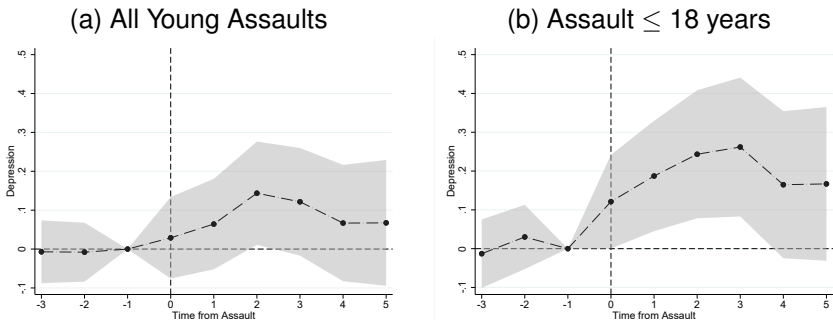 (a) All Young Assaults
(b) Assault ≤ 18 years
.5
.4
.3
.2
.1
0
-.1
Depression
-3 -2 -1 0 1 2 3 4 5
Time from Assault
.5
.4
.3
.2
.1
0
-.1
Depression
-3 -2 -1 0 1 2 3 4 5
Time from Assault